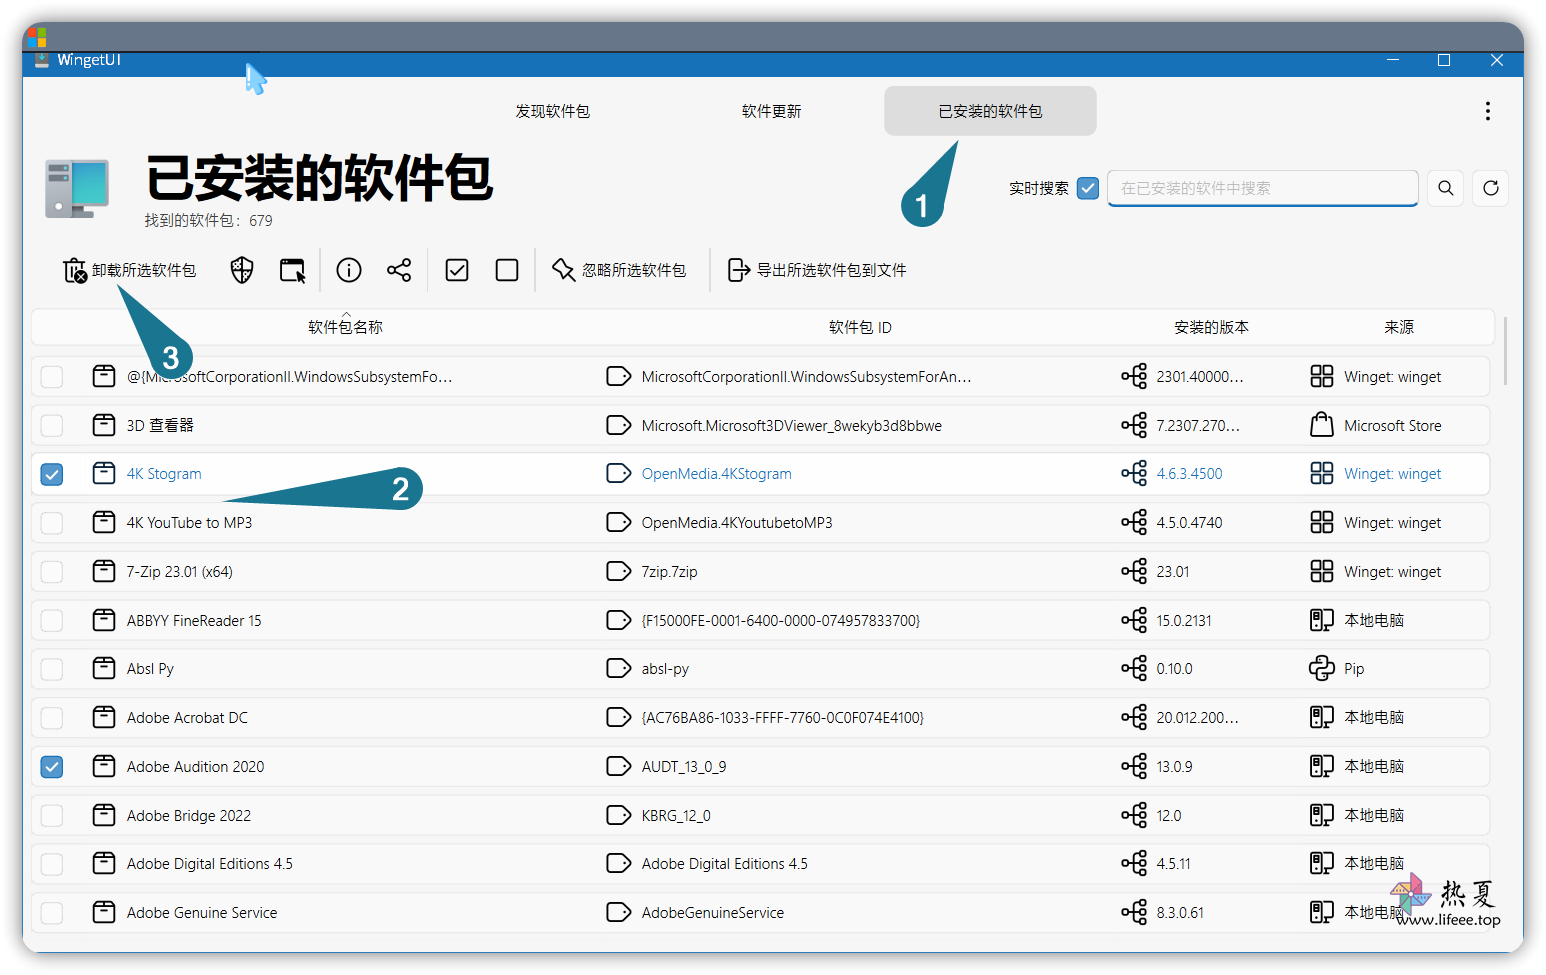 WingetUI
发现软件包 软件更新 已安装的软件包
1
已安装的软件包
找到的软件包：679
实时搜索 在已安装的软件中搜索
卸载所选软件包 忽略所选软件包 导出所选软件包到文件
3
软件包名称 软件包 ID 安装的版本 来源
@{MicrosoftCorporationII.WindowsSubsystemFo... MicrosoftCorporationII.WindowsSubsystemForAn... 2301.40000... Winget: winget
3D 查看器 Microsoft.Microsoft3DViewer_8wekyb3d8bbwe 7.2307.270... Microsoft Store
4K Stogram OpenMedia.4KStogram 4.6.3.4500 Winget: winget
2
4K YouTube to MP3 OpenMedia.4KYoutubetoMP3 4.5.0.4740 Winget: winget
7-Zip 23.01 (x64) 7zip.7zip 23.01 Winget: winget
ABBYY FineReader 15 {F15000FE-0001-6400-0000-074957833700} 15.0.2131 本地电脑
Absl Py absl-py 0.10.0 Pip
Adobe Acrobat DC {AC76BA86-1033-FFFF-7760-0C0F074E4100} 20.012.200... 本地电脑
Adobe Audition 2020 AUDT_13_0_9 13.0.9 本地电脑
Adobe Bridge 2022 KBRG_12_0 12.0 本地电脑
Adobe Digital Editions 4.5 Adobe Digital Editions 4.5 4.5.11 本地电脑
Adobe Genuine Service AdobeGenuineService 8.3.0.61 本地电脑
热夏
www.lifeee.top